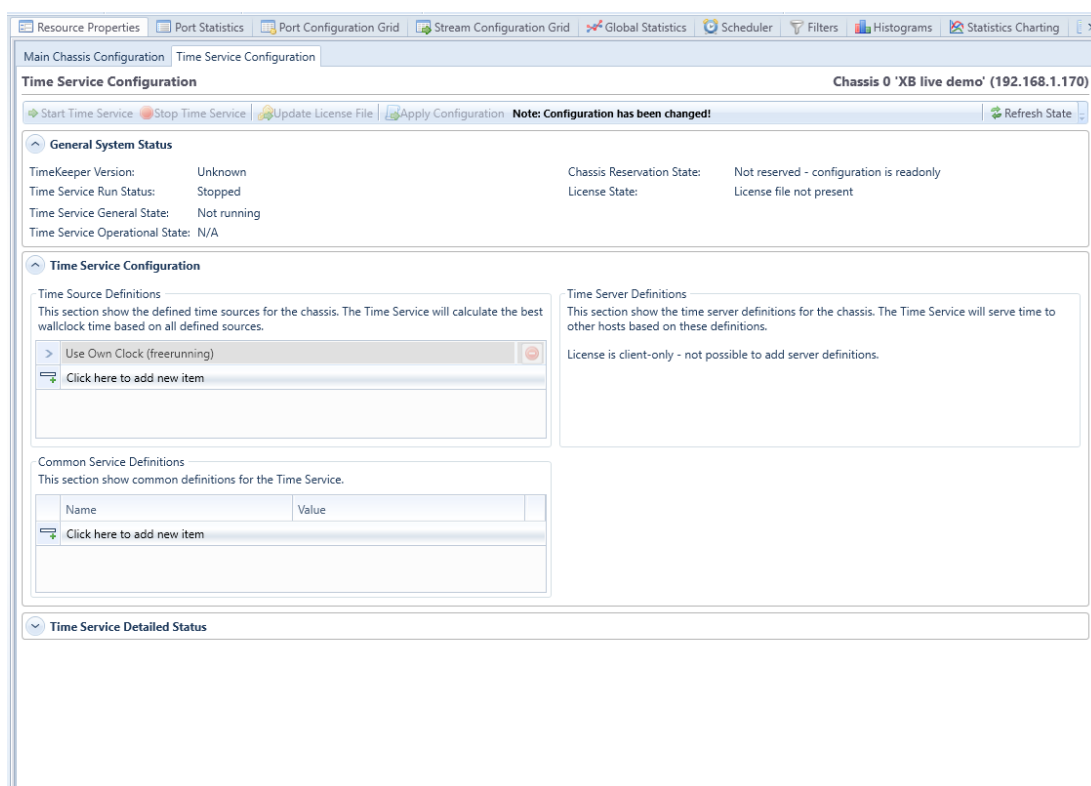 Resource Properties Port Statistics Port Configuration Grid Stream Configuration Grid Global Statistics Scheduler Filters Histograms Statistics Charting
Main Chassis Configuration Time Service Configuration
Time Service Configuration Chassis 0 'XB live demo' (192.168.1.170)
Start Time Service Stop Time Service Update License File Apply Configuration Note: Configuration has been changed! Refresh State
General System Status
TimeKeeper Version: Unknown Chassis Reservation State: Not reserved - configuration is readonly
Time Service Run Status: Stopped License State: License file not present
Time Service General State: Not running
Time Service Operational State: N/A
Time Service Configuration
Time Source Definitions
This section show the defined time sources for the chassis. The Time Service will calculate the best
wallclock time based on all defined sources.
Use Own Clock (freerunning)
Click here to add new item
Time Server Definitions
This section show the time server definitions for the chassis. The Time Service will serve time to
other hosts based on these definitions.
License is client-only - not possible to add server definitions.
Common Service Definitions
This section show common definitions for the Time Service.
Name Value
Click here to add new item
Time Service Detailed Status